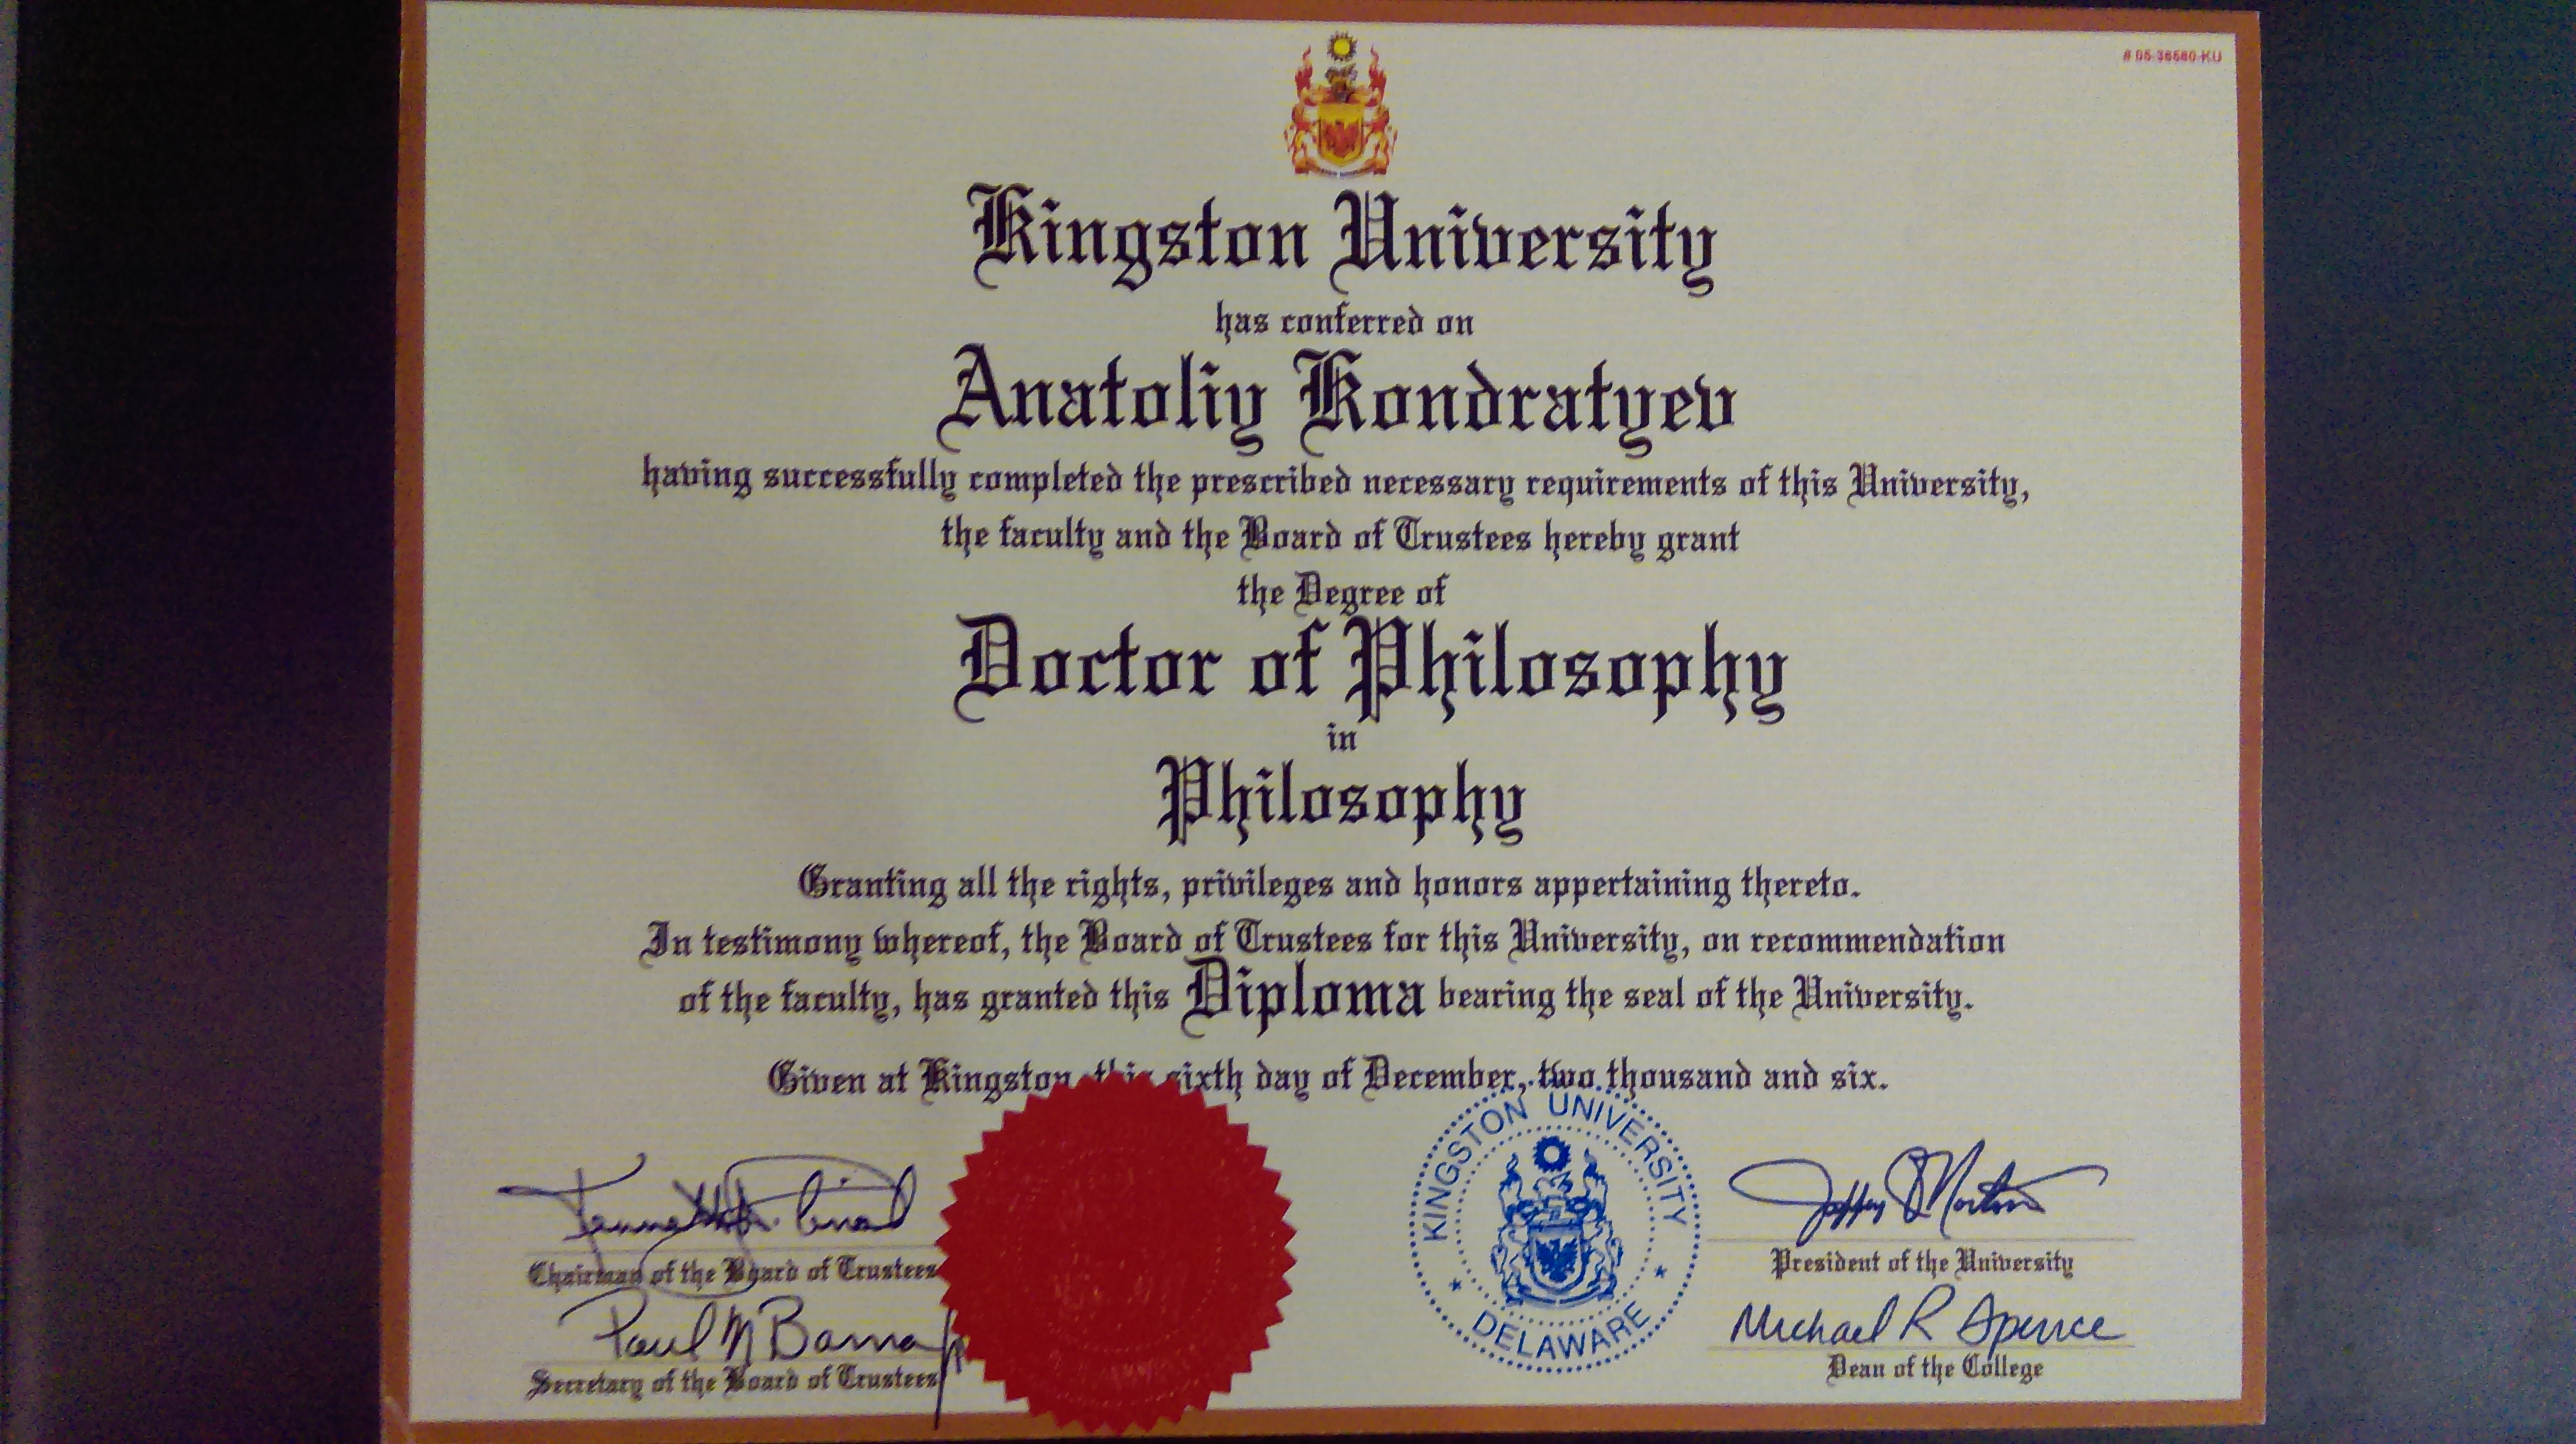 # 05-36580-KU
Kingston University
has conferred on
Anatoliy Kondratyev
having successfully completed the prescribed necessary requirements of this University,
the faculty and the Board of Trustees hereby grant
the Degree of
Doctor of Philosophy
in
Philosophy
Granting all the rights, privileges and honors appertaining thereto.
In testimony whereof, the Board of Trustees for this University, on recommendation
of the faculty, has granted this Diploma bearing the seal of the University.
Given at Kingston, this sixth day of December, two thousand and six.
KINGSTON UNIVERSITY
DELAWARE
Chairman of the Board of Trustees
Paul M Barna
Secretary of the Board of Trustees
Jeffrey Morton
President of the University
Michael R Spence
Dean of the College